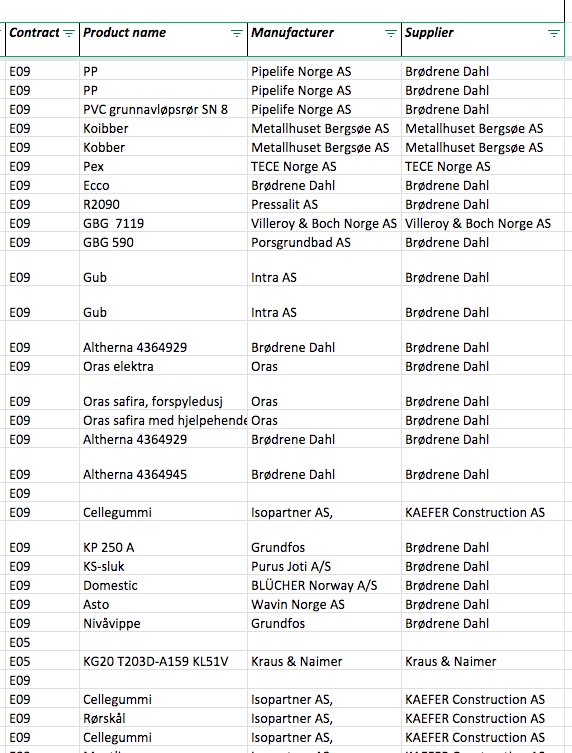 Contract Product name Manufacturer Supplier
E09 PP Pipelife Norge AS Brødrene Dahl
E09 PP Pipelife Norge AS Brødrene Dahl
E09 PVC grunnavløpsrør SN 8 Pipelife Norge AS Brødrene Dahl
E09 Koibber Metallhuset Bergsøe AS Metallhuset Bergsøe AS
E09 Kobber Metallhuset Bergsøe AS Metallhuset Bergsøe AS
E09 Pex TECE Norge AS TECE Norge AS
E09 Ecco Brødrene Dahl Brødrene Dahl
E09 R2090 Pressalit AS Brødrene Dahl
E09 GBG 7119 Villeroy & Boch Norge AS Villeroy & Boch Norge AS
E09 GBG 590 Porsgrundbad AS Brødrene Dahl
E09 Gub Intra AS Brødrene Dahl
E09 Gub Intra AS Brødrene Dahl
E09 Altherna 4364929 Brødrene Dahl Brødrene Dahl
E09 Oras elektra Oras Brødrene Dahl
E09 Oras safira, forspyledusj Oras Brødrene Dahl
E09 Oras safira med hjelpehende Oras Brødrene Dahl
E09 Altherna 4364929 Brødrene Dahl Brødrene Dahl
E09 Altherna 4364945 Brødrene Dahl Brødrene Dahl
E09
E09 Cellegummi Isopartner AS, KAEFER Construction AS
E09 KP 250 A Grundfos Brødrene Dahl
E09 KS-sluk Purus Joti A/S Brødrene Dahl
E09 Domestic BLÜCHER Norway A/S Brødrene Dahl
E09 Asto Wavin Norge AS Brødrene Dahl
E09 Nivåvippe Grundfos Brødrene Dahl
E05
E05 KG20 T203D-A159 KL51V Kraus & Naimer Kraus & Naimer
E09
E09 Cellegummi Isopartner AS, KAEFER Construction AS
E09 Rørskål Isopartner AS, KAEFER Construction AS
E09 Cellegummi Isopartner AS, KAEFER Construction AS